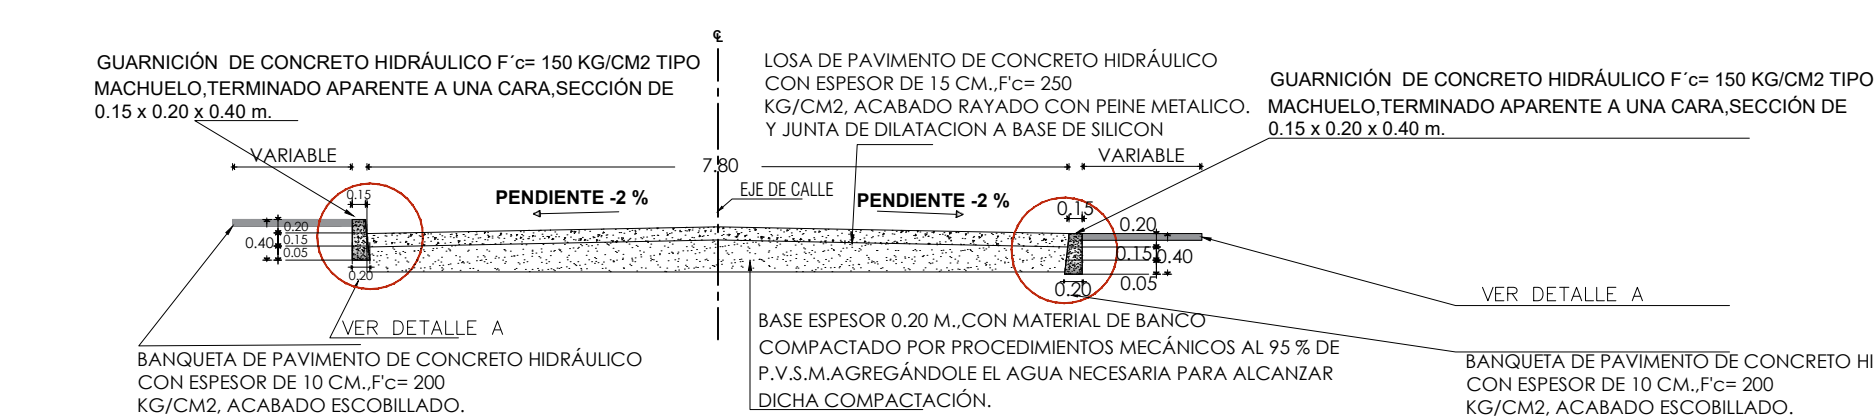 ℄
GUARNICIÓN DE CONCRETO HIDRÁULICO F´c= 150 KG/CM2 TIPO
MACHUELO,TERMINADO APARENTE A UNA CARA,SECCIÓN DE
0.15 x 0.20 x 0.40 m.
LOSA DE PAVIMENTO DE CONCRETO HIDRÁULICO
CON ESPESOR DE 15 CM.,F'c= 250
KG/CM2, ACABADO RAYADO CON PEINE METALICO.
Y JUNTA DE DILATACION A BASE DE SILICON
GUARNICIÓN DE CONCRETO HIDRÁULICO F´c= 150 KG/CM2 TIPO
MACHUELO,TERMINADO APARENTE A UNA CARA,SECCIÓN DE
0.15 x 0.20 x 0.40 m.
VARIABLE
7.80
VARIABLE
PENDIENTE -2 %
EJE DE CALLE
PENDIENTE -2 %
0.15
0.20
0.40
0.15
0.05
0.20
0.15
0.20
0.15
0.40
0.05
0.20
VER DETALLE A
VER DETALLE A
BANQUETA DE PAVIMENTO DE CONCRETO HIDRÁULICO
CON ESPESOR DE 10 CM.,F'c= 200
KG/CM2, ACABADO ESCOBILLADO.
BASE ESPESOR 0.20 M.,CON MATERIAL DE BANCO
COMPACTADO POR PROCEDIMIENTOS MECÁNICOS AL 95 % DE
P.V.S.M.AGREGÁNDOLE EL AGUA NECESARIA PARA ALCANZAR
DICHA COMPACTACIÓN.
BANQUETA DE PAVIMENTO DE CONCRETO HI
CON ESPESOR DE 10 CM.,F'c= 200
KG/CM2, ACABADO ESCOBILLADO.